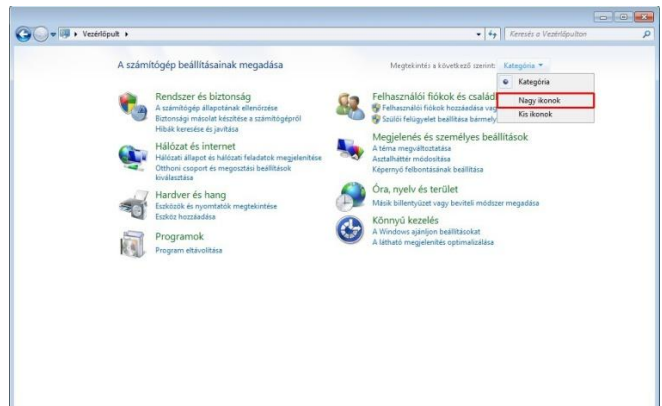 Vezérlőpult
Keresés a Vezérlőpulton
A számítógép beállításainak megadása
Megtekintés a következő szerint: Kategória
Kategória
Nagy ikonok
Kis ikonok
Rendszer és biztonság
A számítógép állapotának ellenőrzése
Biztonsági másolat készítése a számítógépről
Hibák keresése és javítása
Hálózat és internet
Hálózati állapot és hálózati feladatok megjelenítése
Otthoni csoport és megosztási beállítások
kiválasztása
Hardver és hang
Eszközök és nyomtatók megtekintése
Eszköz hozzáadása
Programok
Program eltávolítása
Felhasználói fiókok és család
Felhasználói fiókok hozzáadása vag
Szülői felügyelet beállítása bármely
Megjelenés és személyes beállítások
A téma megváltoztatása
Asztalháttér módosítása
Képernyő felbontásának beállítása
Óra, nyelv és terület
Másik billentyűzet vagy beviteli módszer megadása
Könnyű kezelés
A Windows ajánljon beállításokat
A látható megjelenítés optimalizálása